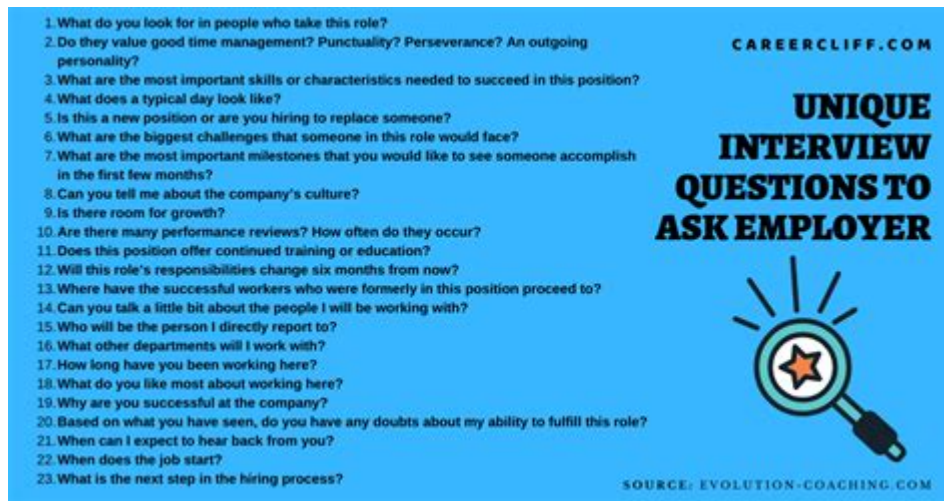 1. What do you look for in people who take this role?
2. Do they value good time management? Punctuality? Perseverance? An outgoing
personality?
3. What are the most important skills or characteristics needed to succeed in this position?
4. What does a typical day look like?
5. Is this a new position or are you hiring to replace someone?
6. What are the biggest challenges that someone in this role would face?
7. What are the most important milestones that you would like to see someone accomplish
in the first few months?
8. Can you tell me about the company's culture?
9. Is there room for growth?
10. Are there many performance reviews? How often do they occur?
11. Does this position offer continued training or education?
12. Will this role's responsibilities change six months from now?
13. Where have the successful workers who were formerly in this position proceed to?
14. Can you talk a little bit about the people I will be working with?
15. Who will be the person I directly report to?
16. What other departments will I work with?
17. How long have you been working here?
18. What do you like most about working here?
19. Why are you successful at the company?
20. Based on what you have seen, do you have any doubts about my ability to fulfill this role?
21. When can I expect to hear back from you?
22. When does the job start?
23. What is the next step in the hiring process?
CAREERCLIFF.COM
UNIQUE
INTERVIEW
QUESTIONS TO
ASK EMPLOYER
SOURCE: EVOLUTION-COACHING.COM